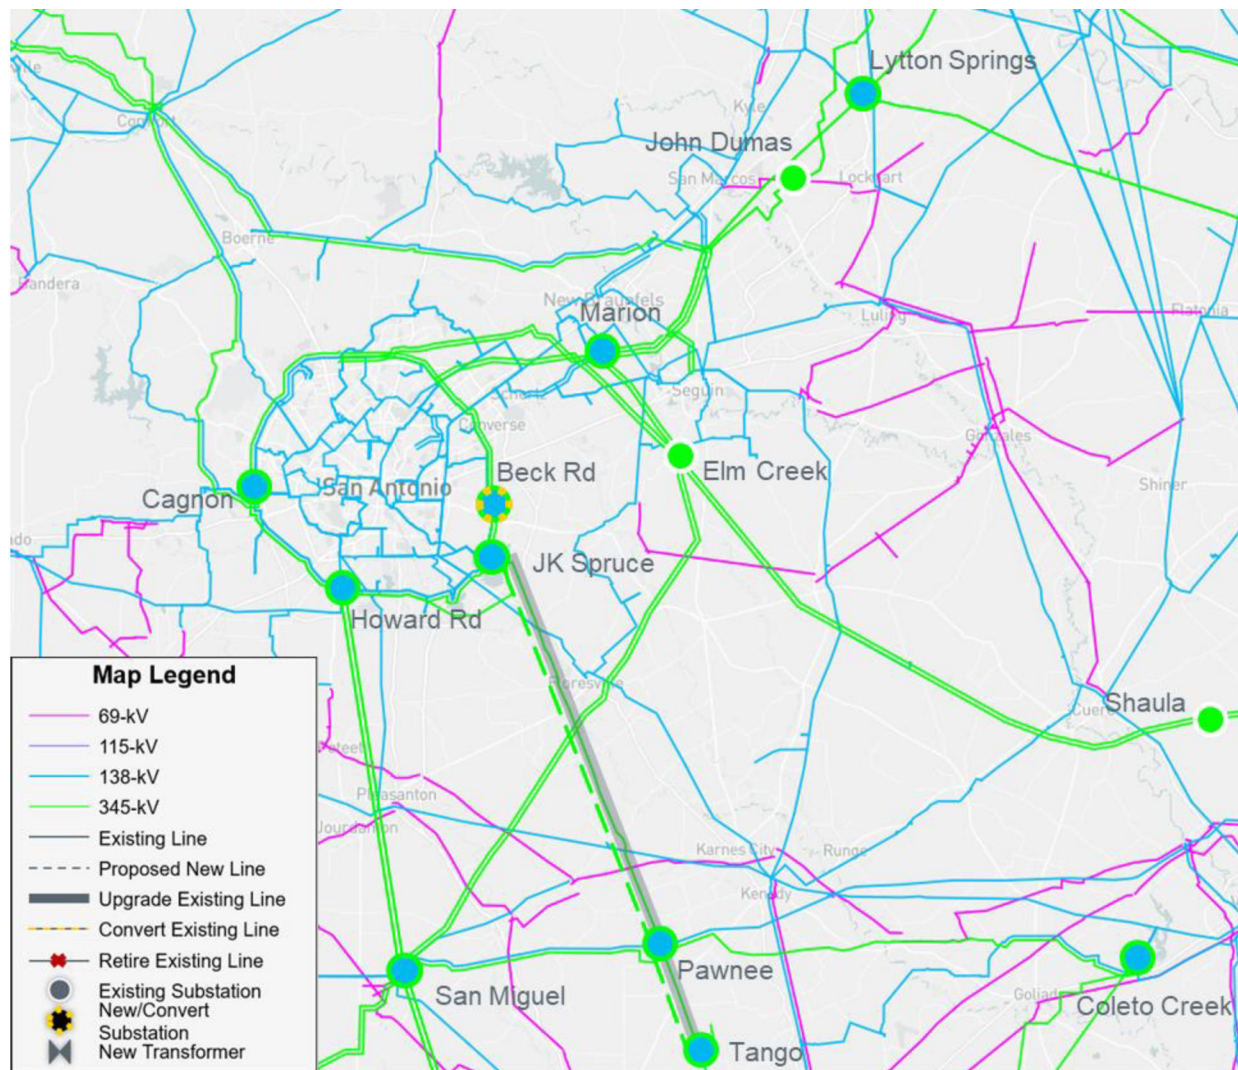 Lytton Springs
Kyle
John Dumas
San Marcos
Lockhart
Boerne
Bandera
New Braunfels
Marion
Luling
Flatonia
Schertz
Seguin
Converse
Gonzales
Beck Rd
Elm Creek
San Antonio
Cagnon
Shiner
JK Spruce
Howard Rd
Map Legend
69-kV
115-kV
138-kV
345-kV
Existing Line
Proposed New Line
Upgrade Existing Line
Convert Existing Line
Retire Existing Line
Existing Substation
New/Convert
Substation
New Transformer
Floresville
Shaula
Cuero
Poteet
Pleasanton
Jourdanton
Karnes City
Runge
Kenedy
Pawnee
San Miguel
Goliad
Coleto Creek
Tango